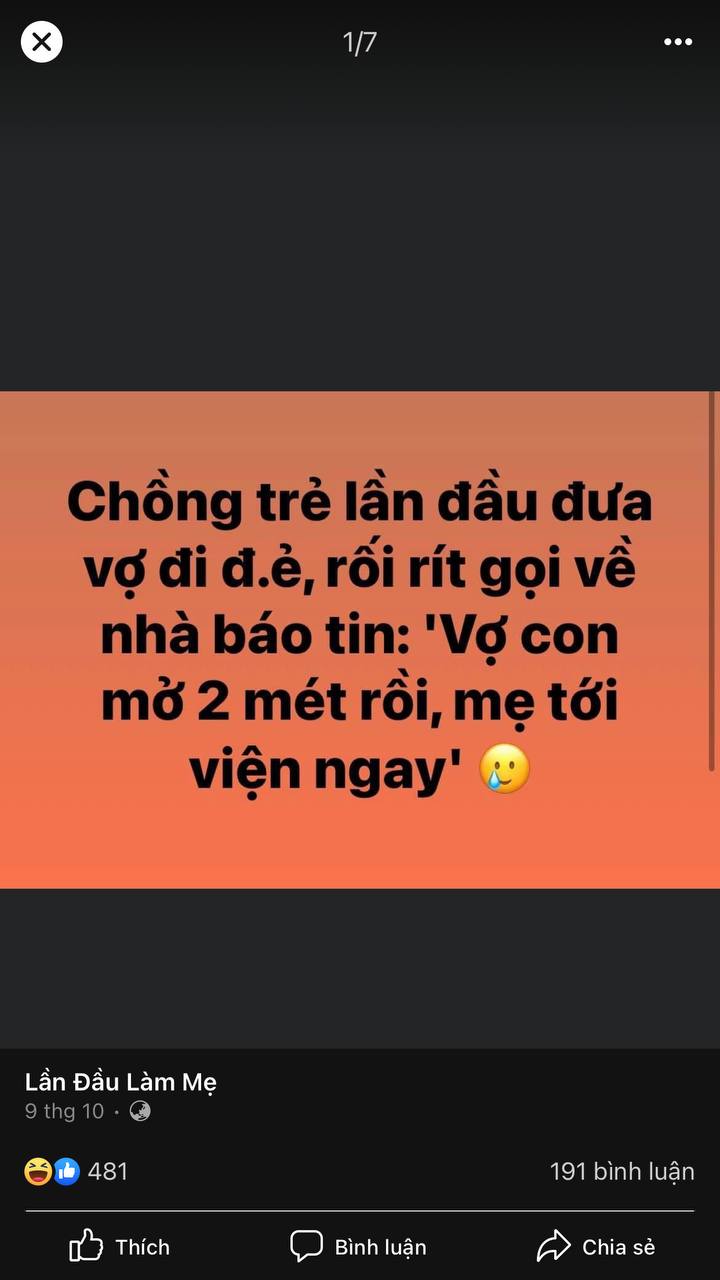 1/7
Chồng trẻ lần đầu đưa
vợ đi đ.ẻ, rối rít gọi về
nhà báo tin: 'Vợ con
mở 2 mét rồi, mẹ tới
viện ngay' 🥲
Lần Đầu Làm Mẹ
9 thg 10 ·
481
191 bình luận
Thích
Bình luận
Chia sẻ